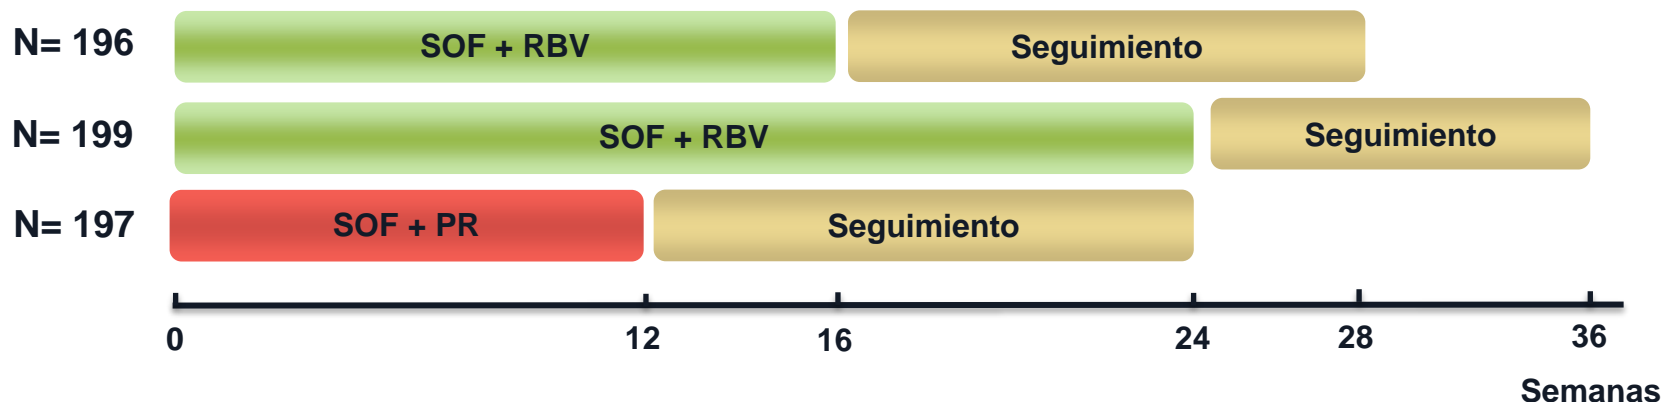 N= 196 SOF + RBV Seguimiento
N= 199 SOF + RBV Seguimiento
N= 197 SOF + PR Seguimiento
0 12 16 24 28 36
Semanas